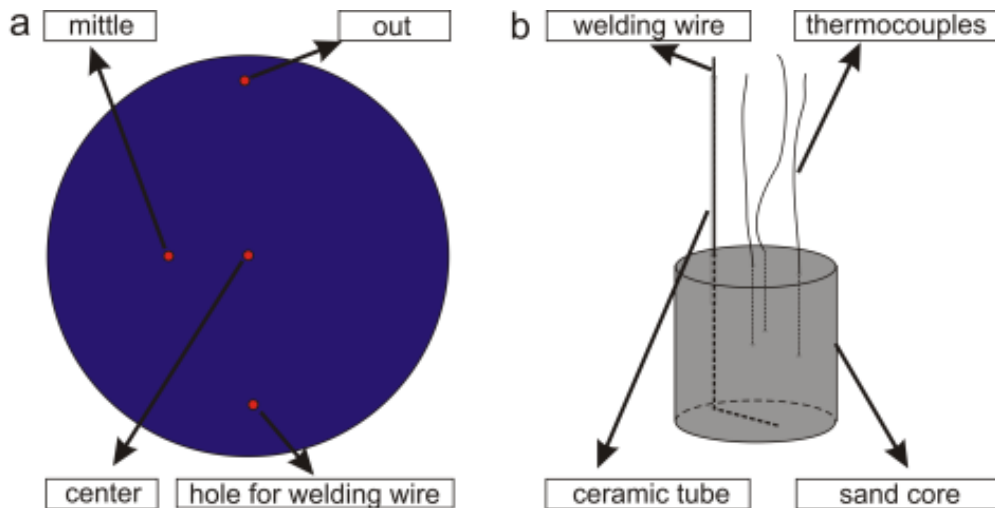 a
mittle
out
center
hole for welding wire
b
welding wire
thermocouples
ceramic tube
sand core